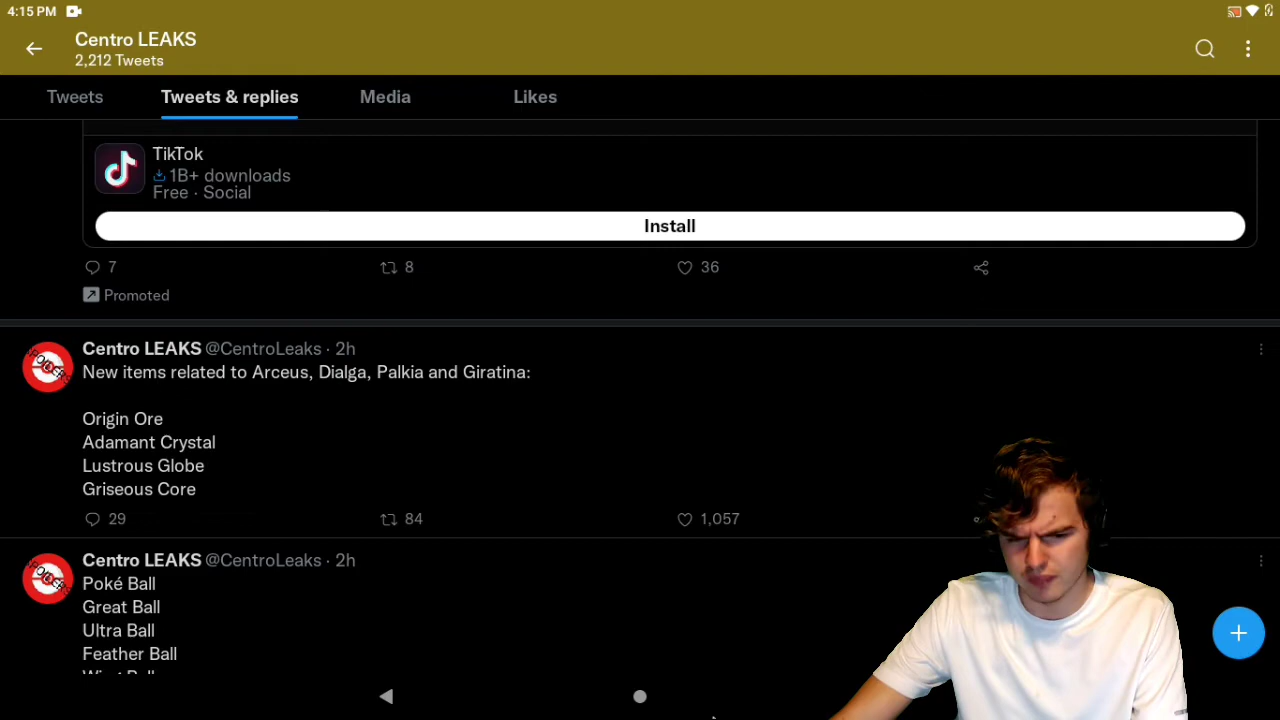 4:15 PM
Centro LEAKS
2,212 Tweets
Tweets
Tweets & replies
Media
Likes
TikTok
1B+ downloads
Free · Social
Install
7
8
36
Promoted
Centro LEAKS @CentroLeaks · 2h
New items related to Arceus, Dialga, Palkia and Giratina:
Origin Ore
Adamant Crystal
Lustrous Globe
Griseous Core
29
84
1,057
Centro LEAKS @CentroLeaks · 2h
Poké Ball
Great Ball
Ultra Ball
Feather Ball